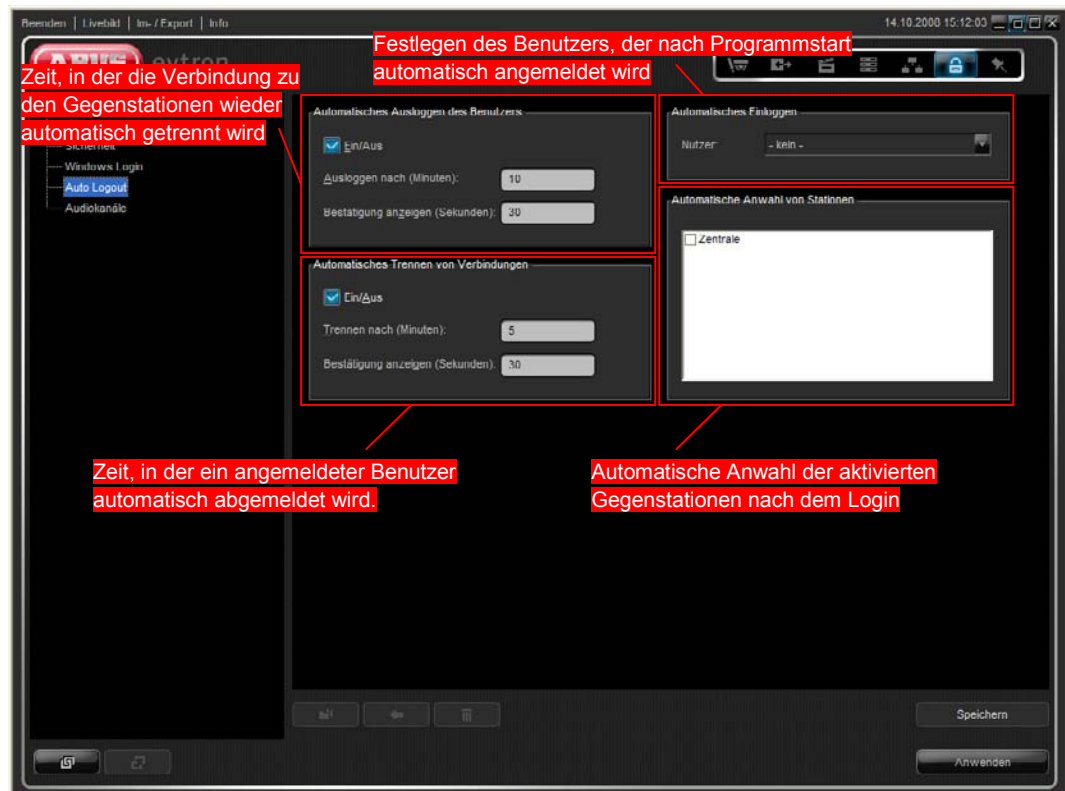 Beenden | Livebild | Im- / Export | Info
14.10.2008 15:12:03
ABUS eytron
Festlegen des Benutzers, der nach Programmstart
automatisch angemeldet wird
Zeit, in der die Verbindung zu
den Gegenstationen wieder
automatisch getrennt wird
Sicherheit
Windows Login
Auto Logout
Audiokanäle
Automatisches Ausloggen des Benutzers
Ein/Aus
Ausloggen nach (Minuten): 10
Bestätigung anzeigen (Sekunden): 30
Automatisches Trennen von Verbindungen
Ein/Aus
Trennen nach (Minuten): 5
Bestätigung anzeigen (Sekunden): 30
Automatisches Einloggen
Nutzer: - kein -
Automatische Anwahl von Stationen
Zentrale
Zeit, in der ein angemeldeter Benutzer
automatisch abgemeldet wird.
Automatische Anwahl der aktivierten
Gegenstationen nach dem Login
Speichern
Anwenden